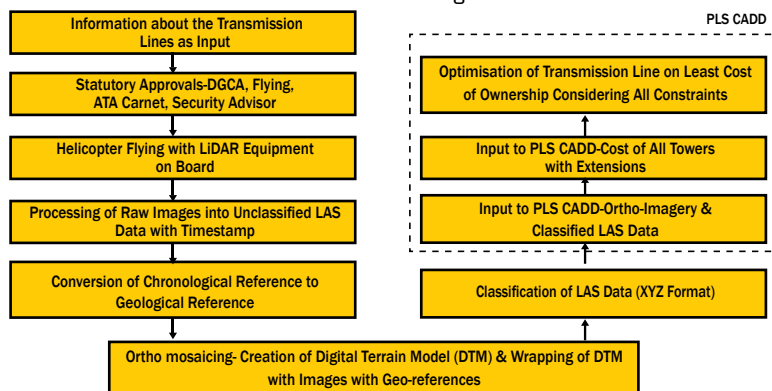 Information about the Transmission
Lines as Input
Statutory Approvals-DGCA, Flying,
ATA Carnet, Security Advisor
Helicopter Flying with LiDAR Equipment
on Board
Processing of Raw Images into Unclassified LAS
Data with Timestamp
Conversion of Chronological Reference to
Geological Reference
Ortho mosaicing- Creation of Digital Terrain Model (DTM) & Wrapping of DTM
with Images with Geo-references
Classification of LAS Data (XYZ Format)
Input to PLS CADD-Ortho-Imagery &
Classified LAS Data
Input to PLS CADD-Cost of All Towers
with Extensions
Optimisation of Transmission Line on Least Cost
of Ownership Considering All Constraints
PLS CADD